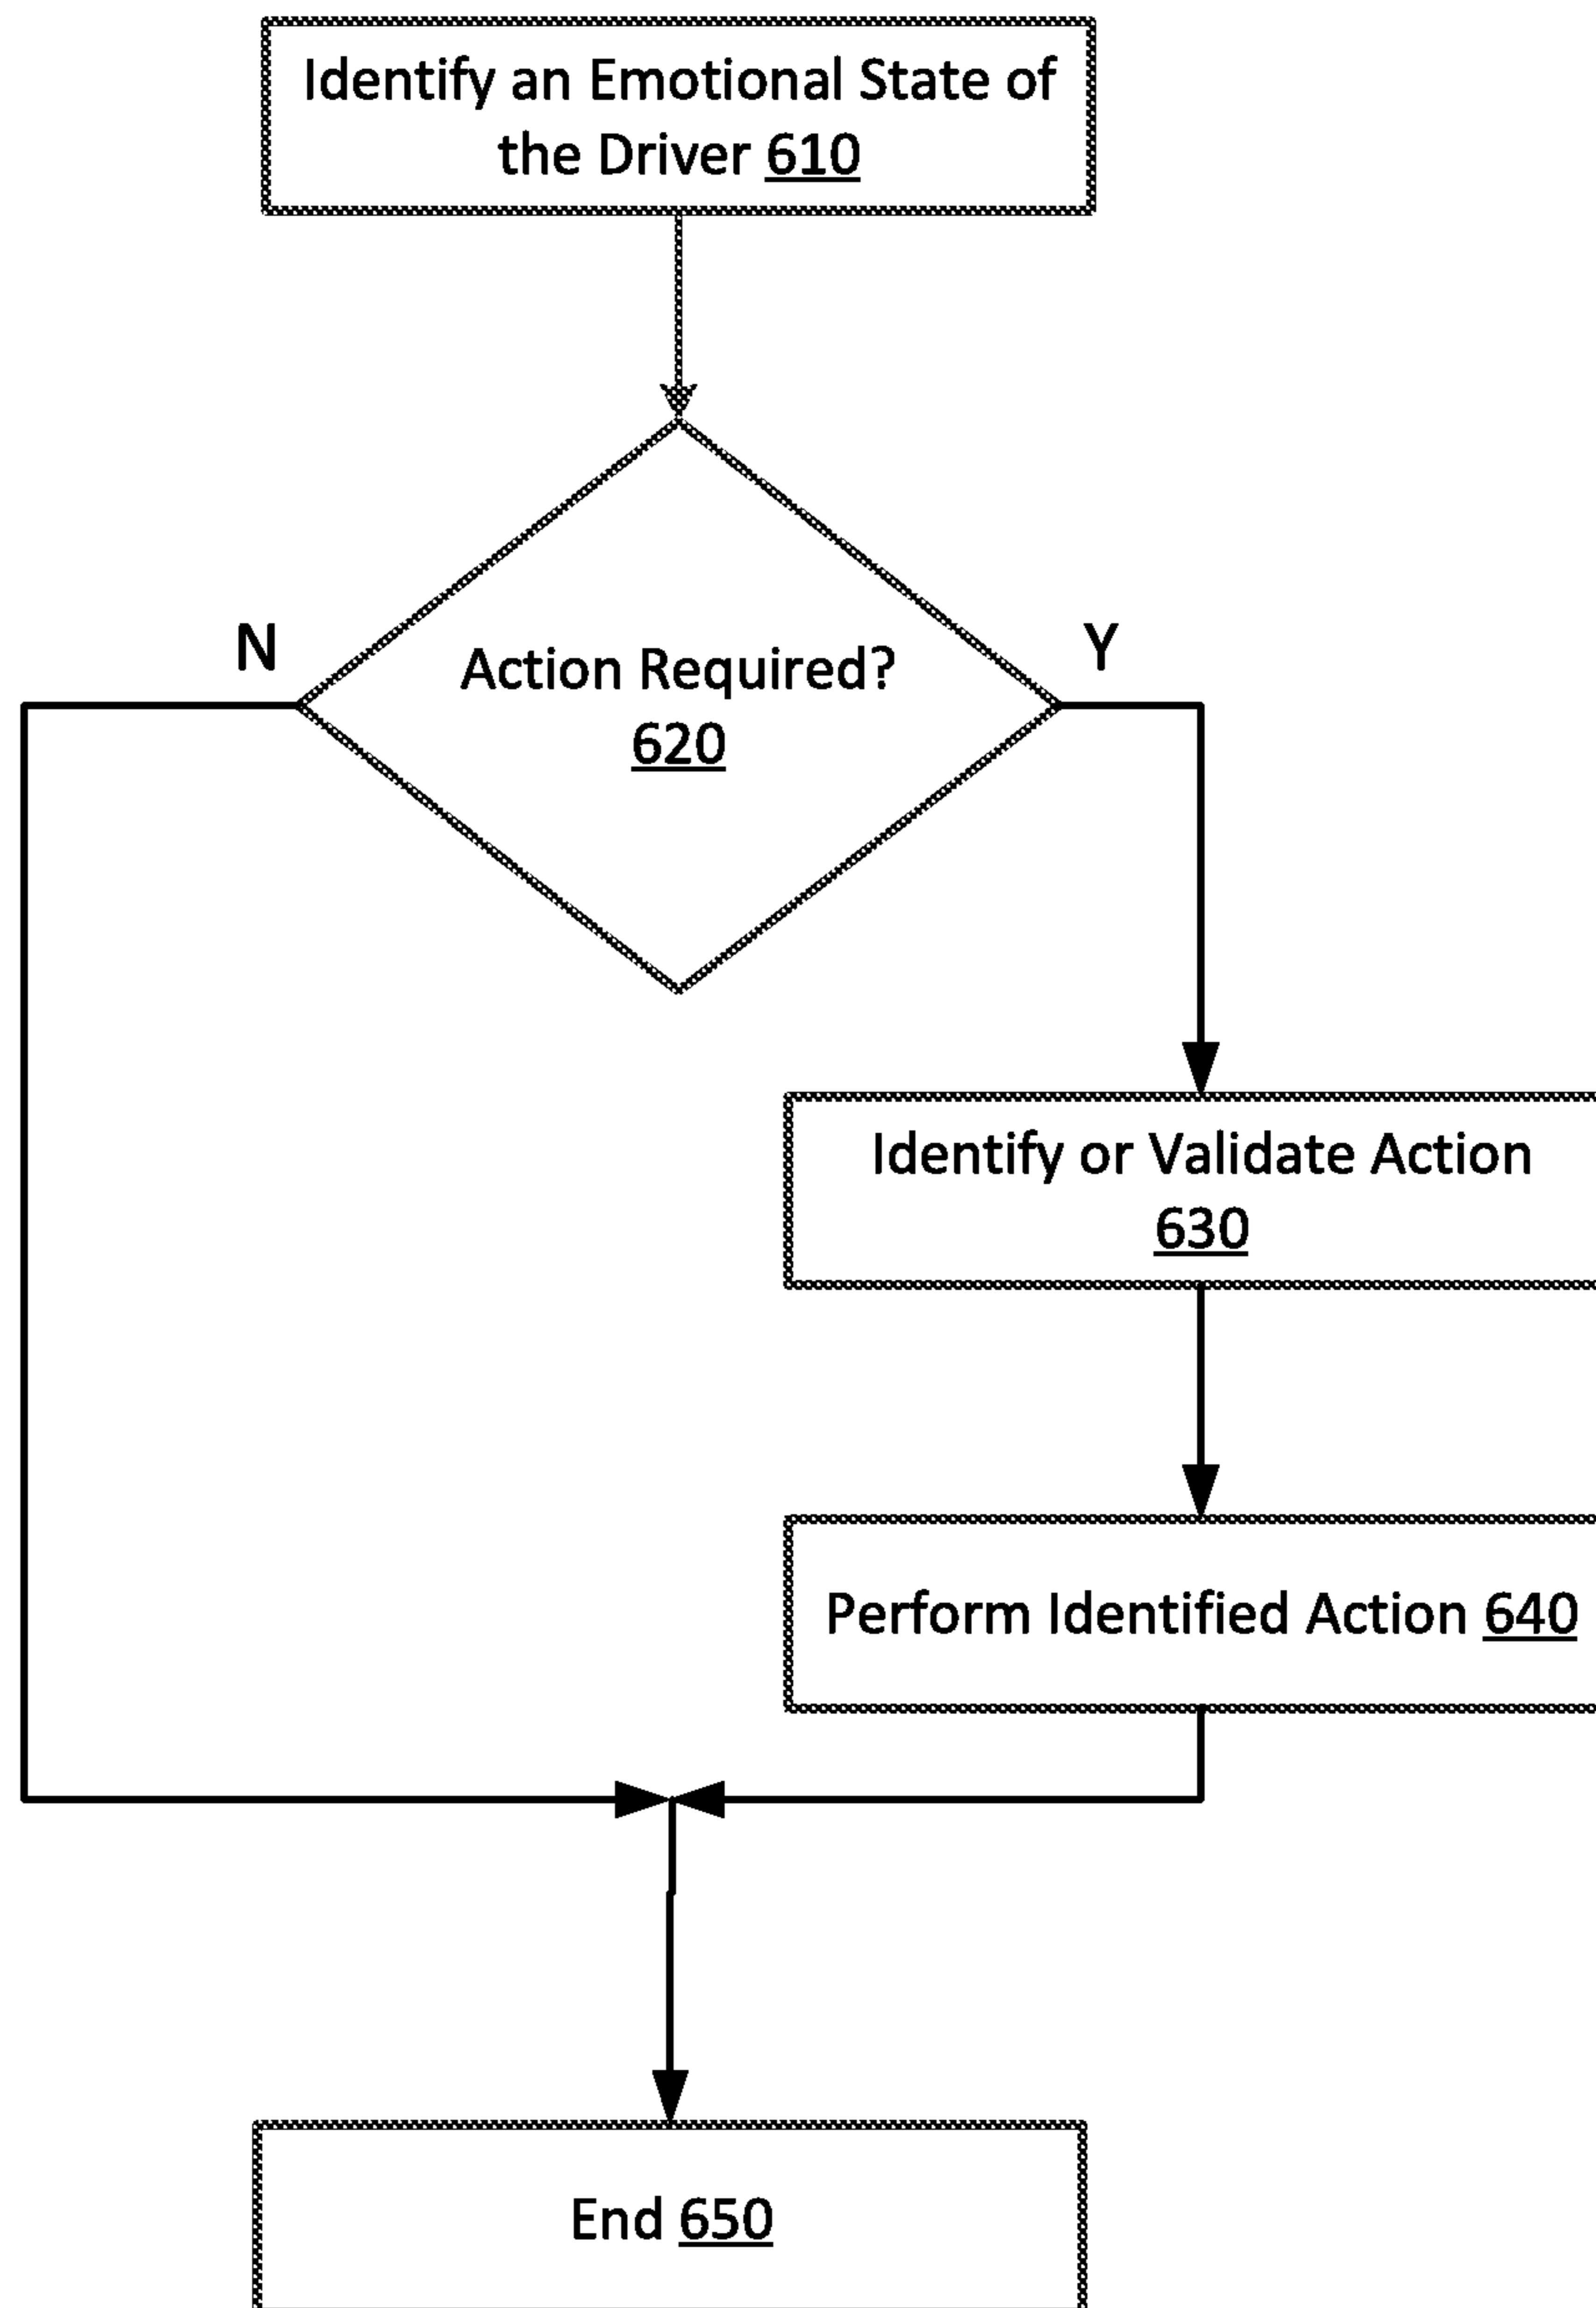 Identify an Emotional State of
the Driver 610
N
Y
Action Required?
620
Identify or Validate Action
630
Perform Identified Action 640
End 650